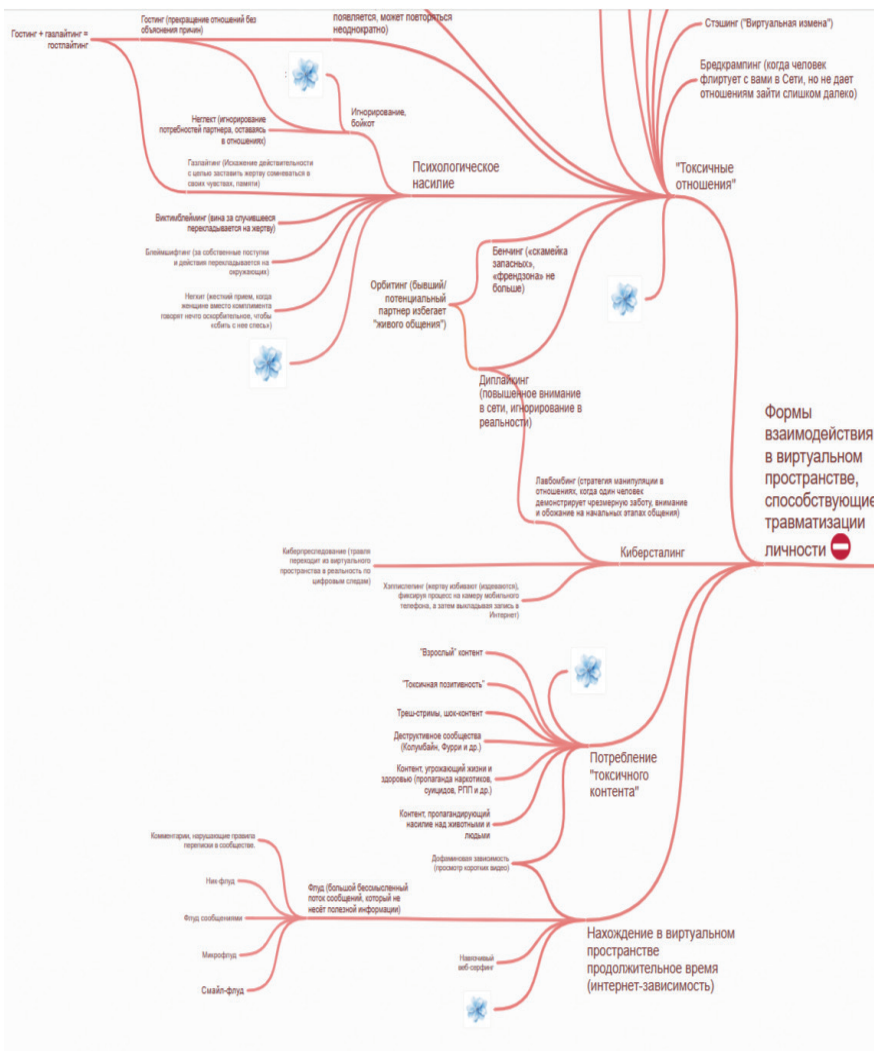 Гостинг + газлайтинг =
гостлайтинг
Гостинг (прекращение отношений без
объяснения причин)
появляется, может повторяться
неоднократно)
Стэшинг ("Виртуальная измена")
Бредкрампинг (когда человек
флиртует с вами в Сети, но не дает
отношениям зайти слишком далеко)
Неглект (игнорирование
потребностей партнера, оставаясь
в отношениях)
Игнорирование,
бойкот
Газлайтинг (Искажение действительности
с целью заставить жертву сомневаться в
своих чувствах, памяти)
Психологическое
насилие
"Токсичные
отношения"
Виктимблейминг (вина за случившееся
перекладывается на жертву)
Блеймшифтинг (за собственные поступки
и действия перекладывается на
окружающих)
Негхит (жесткий прием, когда
женщине вместо комплимента
говорят нечто оскорбительное, чтобы
«сбить с нее спесь»)
Бенчинг («скамейка
запасных»,
«френдзона» не
больше)
Орбитинг (бывший/
потенциальный
партнер избегает
"живого общения")
Диплайкинг
(повышенное внимание
в сети, игнорирование в
реальности)
Формы
взаимодействия
в виртуальном
пространстве,
способствующие
травматизации
личности
Лавбомбинг (стратегия манипуляции в
отношениях, когда один человек
демонстрирует чрезмерную заботу, внимание
и обожание на начальных этапах общения)
Киберпреследование (травля
переходит из виртуального
пространства в реальность по
цифровым следам)
Киберсталинг
Хэпписпепинг (жертву избивают (издеваются),
фиксируя процесс на камеру мобильного
телефона, а затем выкладывая запись в
Интернет)
"Взрослый" контент
"Токсичная позитивность"
Треш-стримы, шок-контент
Деструктивное сообщества
(Колумбайн, Фурри и др.)
Контент, угрожающий жизни и
здоровью (пропаганда наркотиков,
суицидов, РПП и др.)
Контент, пропагандирующий
насилие над животными и
людьми
Потребление
"токсичного
контента"
Дофаминовая зависимость
(просмотр коротких видео)
Комментарии, нарушающие правила
переписки в сообществе.
Ник-флуд
Флуд сообщениями
Микрофлуд
Смайл-флуд
Флуд (большой бессмысленный
поток сообщений, который не
несёт полезной информации)
Навязчивый
веб-серфинг
Нахождение в виртуальном
пространстве
продолжительное время
(интернет-зависимость)